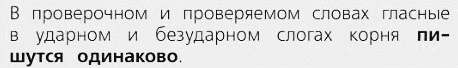 В проверочном и проверяемом словах гласные
в ударном и безударном слогах корня пи-
шутся одинаково.